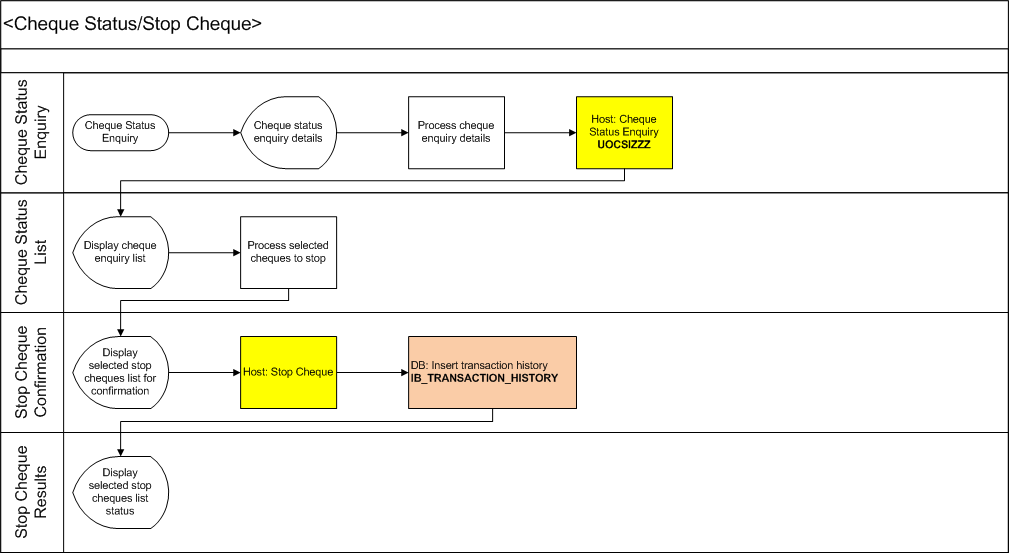 <Cheque Status/Stop Cheque>
Cheque Status
Enquiry
Cheque Status
Enquiry
Cheque status
enquiry details
Process cheque
enquiry details
Host: Cheque
Status Enquiry
UOCSIZZZ
Cheque Status
List
Display cheque
enquiry list
Process selected
cheques to stop
Stop Cheque
Confirmation
Display
selected stop
cheques list for
confirmation
Host: Stop Cheque
DB: Insert transaction history
IB_TRANSACTION_HISTORY
Stop Cheque
Results
Display
selected stop
cheques list
status